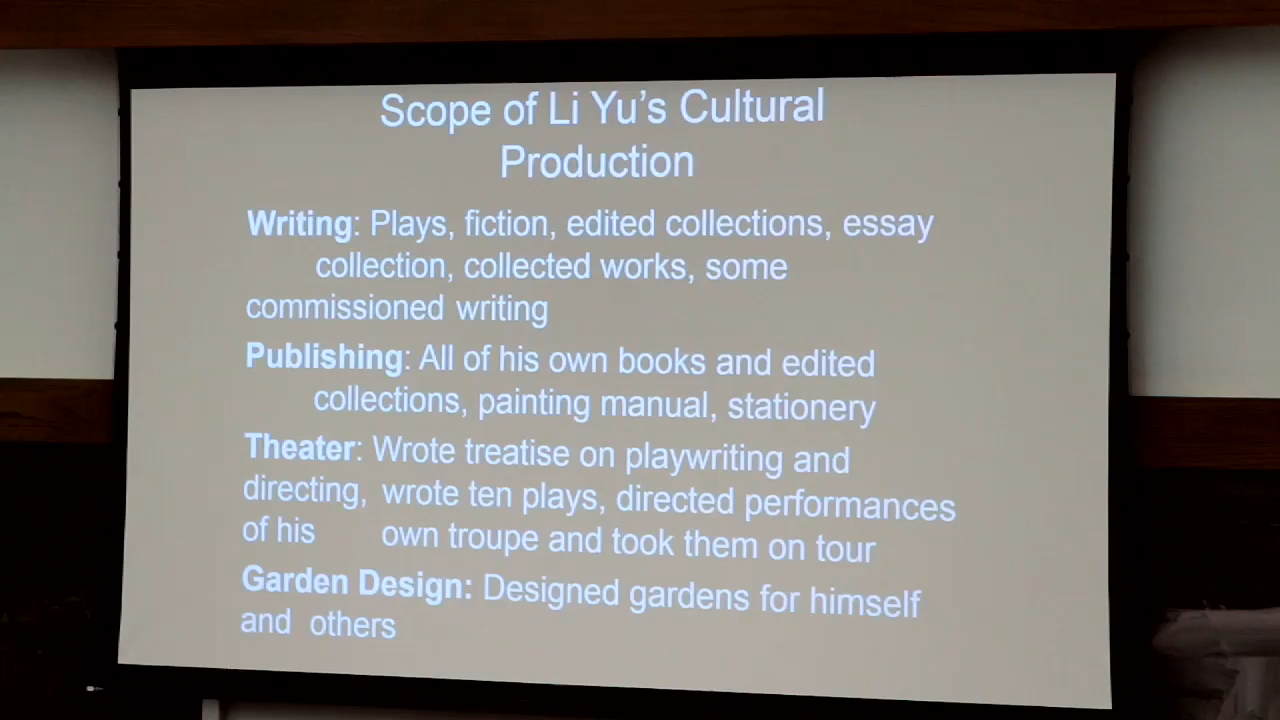 Scope of Li Yu’s Cultural
Production
Writing: Plays, fiction, edited collections, essay
collection, collected works, some
commissioned writing
Publishing: All of his own books and edited
collections, painting manual, stationery
Theater: Wrote treatise on playwriting and
directing, wrote ten plays, directed performances
of his own troupe and took them on tour
Garden Design: Designed gardens for himself
and others